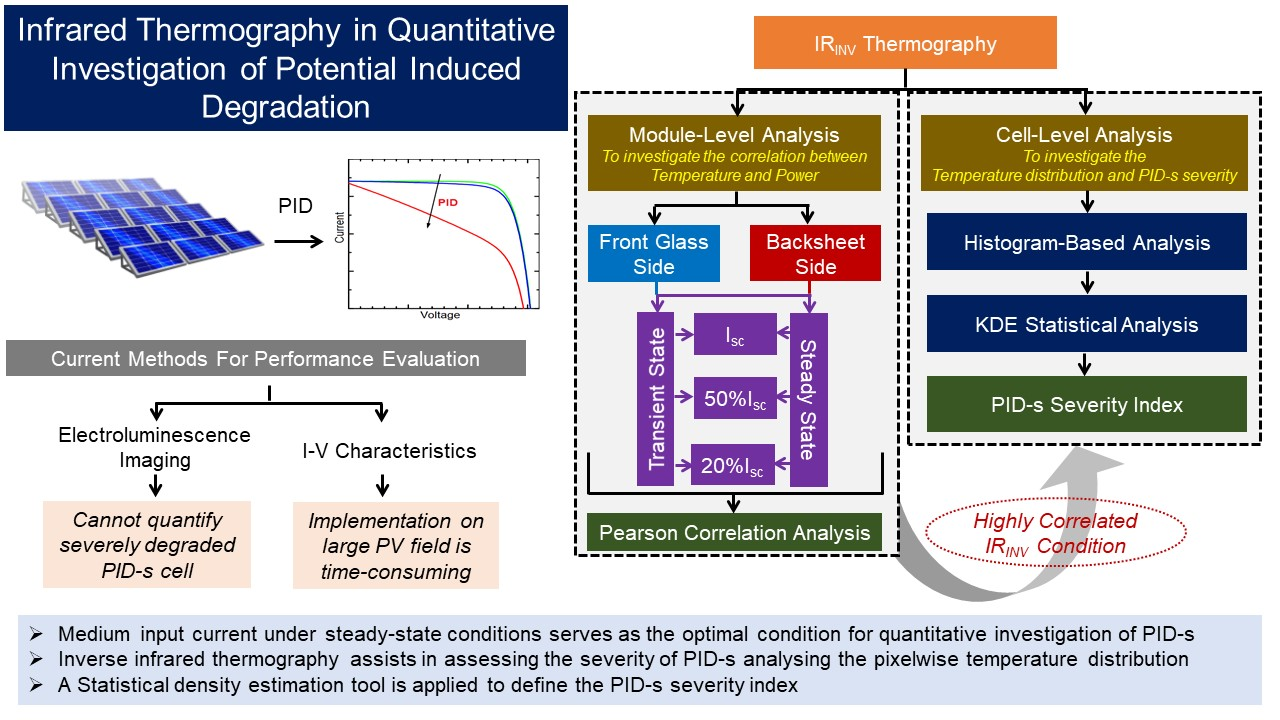 Infrared Thermography in Quantitative
Investigation of Potential Induced
Degradation
PID
Current
PID
Voltage
Current Methods For Performance Evaluation
Electroluminescence
Imaging
I-V Characteristics
Cannot quantify
severely degraded
PID-s cell
Implementation on
large PV field is
time-consuming
IRINV Thermography
Module-Level Analysis
To investigate the correlation between
Temperature and Power
Front Glass
Side
Backsheet
Side
Transient State
Isc
50%Isc
20%Isc
Steady State
Pearson Correlation Analysis
Cell-Level Analysis
To investigate the
Temperature distribution and PID-s severity
Histogram-Based Analysis
KDE Statistical Analysis
PID-s Severity Index
Highly Correlated
IRINV Condition
➢ Medium input current under steady-state conditions serves as the optimal condition for quantitative investigation of PID-s
➢ Inverse infrared thermography assists in assessing the severity of PID-s analysing the pixelwise temperature distribution
➢ A Statistical density estimation tool is applied to define the PID-s severity index